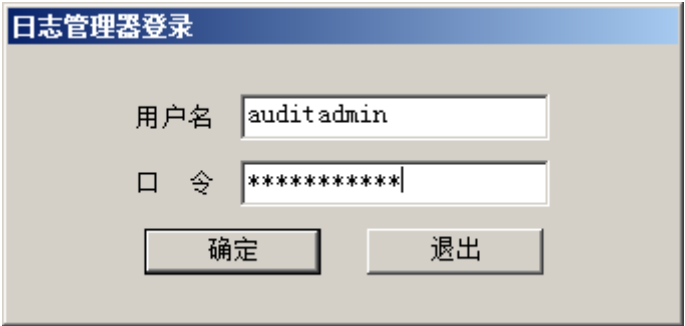 日志管理器登录
用户名 auditadmin
口 令 ***********
确定 退出